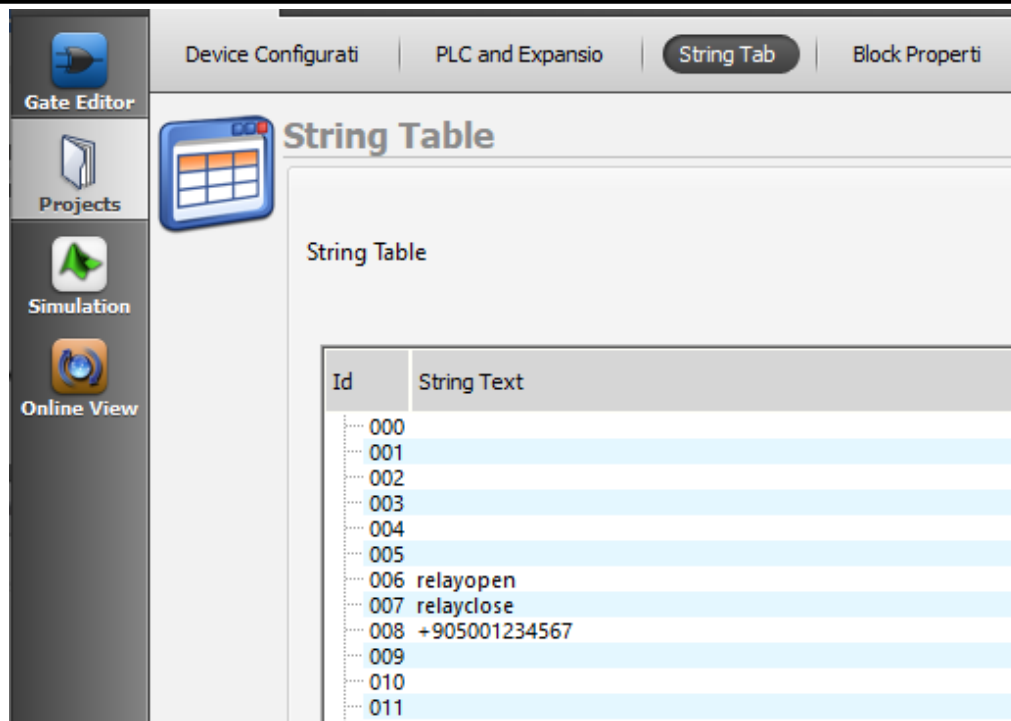 Device Configurati PLC and Expansio String Tab Block Properti
Gate Editor
Projects
Simulation
Online View
String Table
String Table
Id String Text
000
001
002
003
004
005
006 relayopen
007 relayclose
008 +905001234567
009
010
011